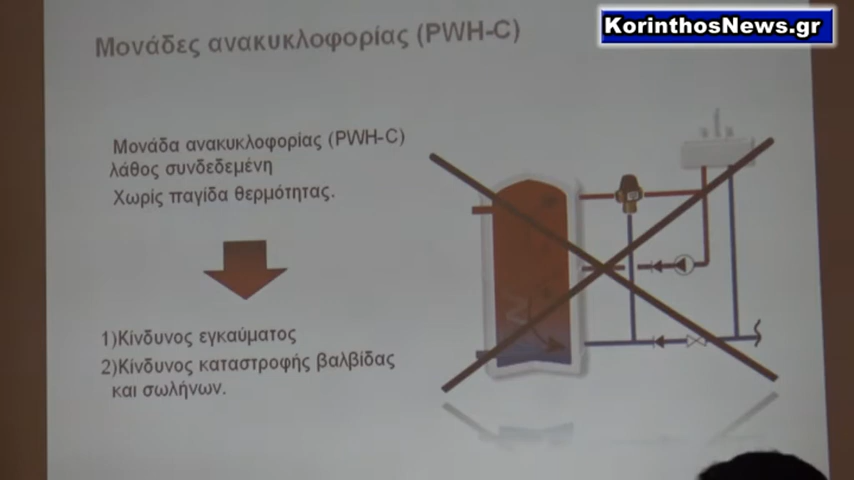 KorinthosNews.gr
Μονάδες ανακυκλοφορίας (PWH-C)
Μονάδα ανακυκλοφορίας (PWH-C)
λάθος συνδεδεμένη
Χωρίς παγίδα θερμότητας.
1)Κίνδυνος εγκαύματος
2)Κίνδυνος καταστροφής βαλβίδας
και σωλήνων.